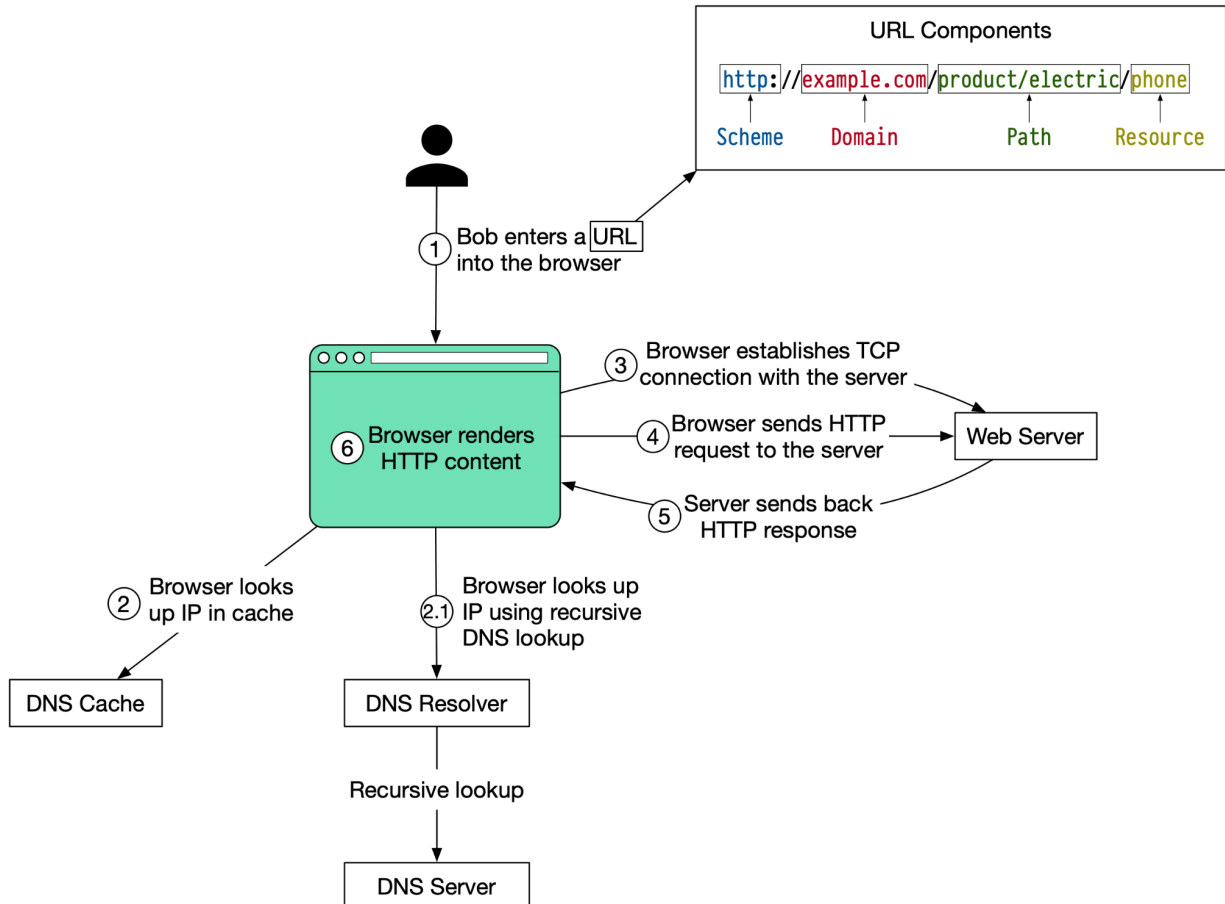 URL Components
http://example.com/product/electric/phone
Scheme Domain Path Resource
1 Bob enters a URL
into the browser
3 Browser establishes TCP
connection with the server
6 Browser renders
HTTP content
4 Browser sends HTTP
request to the server
Web Server
5 Server sends back
HTTP response
2 Browser looks
up IP in cache
2.1 Browser looks up
IP using recursive
DNS lookup
DNS Cache
DNS Resolver
Recursive lookup
DNS Server